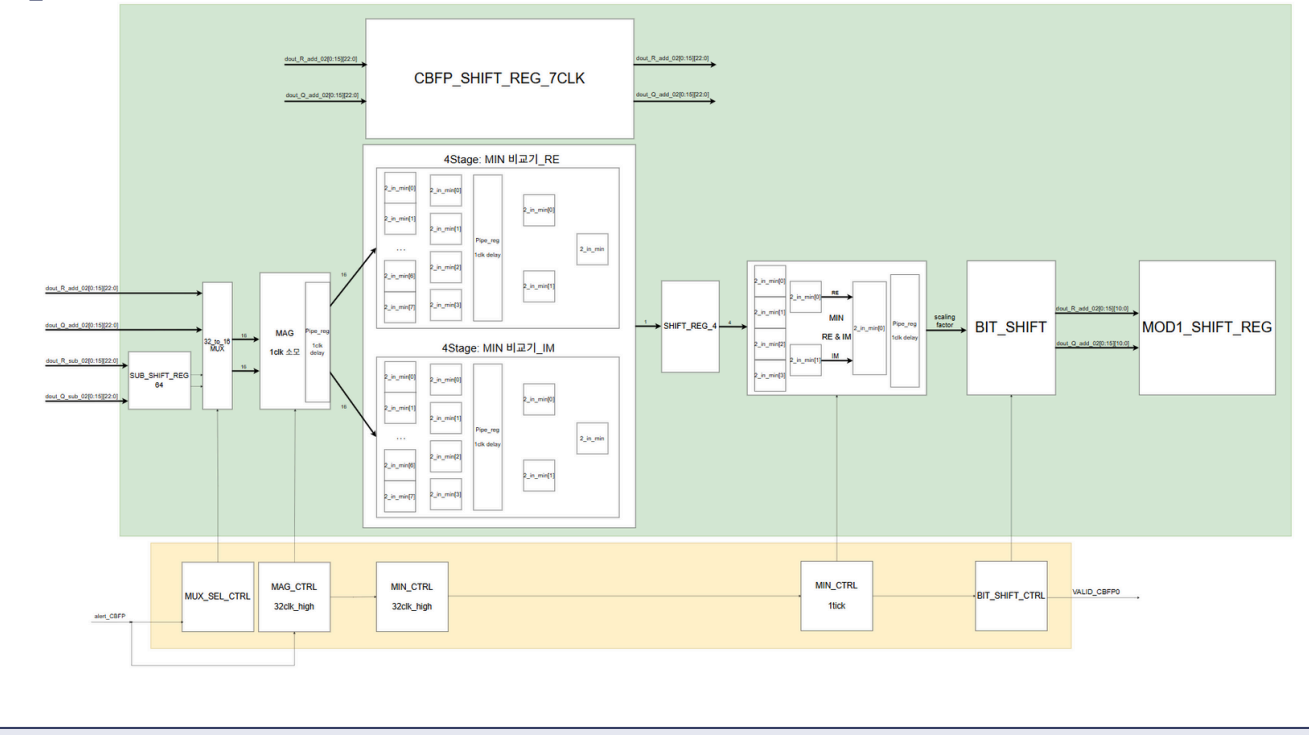 dout_R_add_02[0:15][22:0]
dout_Q_add_02[0:15][22:0]
CBFP_SHIFT_REG_7CLK
dout_R_add_02[0:15][22:0]
dout_Q_add_02[0:15][22:0]
4Stage: MIN 비교기_RE
2_in_min[0]
2_in_min[1]
...
2_in_min[6]
2_in_min[7]
2_in_min[0]
2_in_min[1]
2_in_min[2]
2_in_min[3]
Pipe_reg
1clk delay
2_in_min[0]
2_in_min[1]
2_in_min
4Stage: MIN 비교기_IM
2_in_min[0]
2_in_min[1]
...
2_in_min[6]
2_in_min[7]
2_in_min[0]
2_in_min[1]
2_in_min[2]
2_in_min[3]
Pipe_reg
1clk delay
2_in_min[0]
2_in_min[1]
2_in_min
dout_R_add_02[0:15][22:0]
dout_Q_add_02[0:15][22:0]
dout_R_sub_02[0:15][22:0]
dout_Q_sub_02[0:15][22:0]
SUB_SHIFT_REG
64
32_to_16
MUX
16
16
MAG
1clk 소모
Pipe_reg
1clk
delay
16
16
1
SHIFT_REG_4
4
2_in_min[0]
2_in_min[1]
2_in_min[2]
2_in_min[3]
2_in_min[0]
2_in_min[1]
RE
MIN
RE & IM
IM
2_in_min[0]
Pipe_reg
1clk delay
scaling
factor
BIT_SHIFT
dout_R_add_02[0:15][10:0]
dout_Q_add_02[0:15][10:0]
MOD1_SHIFT_REG
alert_CBFP
MUX_SEL_CTRL
MAG_CTRL
32clk_high
MIN_CTRL
32clk_high
MIN_CTRL
1tick
BIT_SHIFT_CTRL
VALID_CBFP0